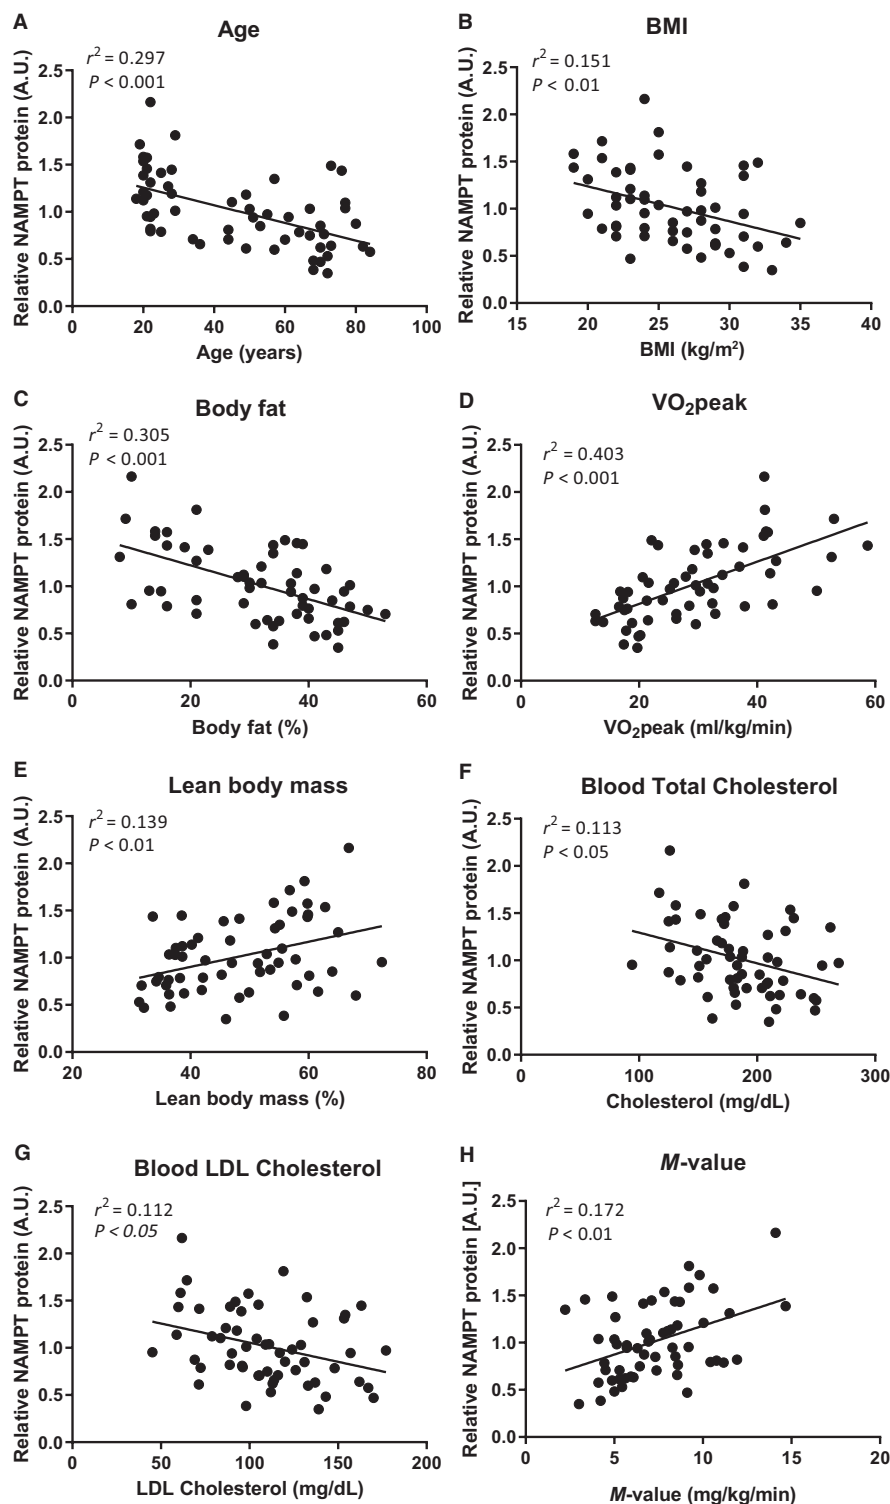 A
Age
r² = 0.297
P < 0.001
Relative NAMPT protein (A.U.)
2.5
2.0
1.5
1.0
0.5
0.0
0 20 40 60 80 100
Age (years)
B
BMI
r² = 0.151
P < 0.01
Relative NAMPT protein (A.U.)
2.5
2.0
1.5
1.0
0.5
0.0
15 20 25 30 35 40
BMI (kg/m²)
C
Body fat
r² = 0.305
P < 0.001
Relative NAMPT protein (A.U.)
2.5
2.0
1.5
1.0
0.5
0.0
0 20 40 60
Body fat (%)
D
VO₂peak
r² = 0.403
P < 0.001
Relative NAMPT protein (A.U.)
2.5
2.0
1.5
1.0
0.5
0.0
0 20 40 60
VO₂peak (ml/kg/min)
E
Lean body mass
r² = 0.139
P < 0.01
Relative NAMPT protein (A.U.)
2.5
2.0
1.5
1.0
0.5
0.0
20 40 60 80
Lean body mass (%)
F
Blood Total Cholesterol
r² = 0.113
P < 0.05
Relative NAMPT protein (A.U.)
2.5
2.0
1.5
1.0
0.5
0.0
0 100 200 300
Cholesterol (mg/dL)
G
Blood LDL Cholesterol
r² = 0.112
P < 0.05
Relative NAMPT protein (A.U.)
2.5
2.0
1.5
1.0
0.5
0.0
0 50 100 150 200
LDL Cholesterol (mg/dL)
H
M-value
r² = 0.172
P < 0.01
Relative NAMPT protein [A.U.]
2.5
2.0
1.5
1.0
0.5
0.0
0 5 10 15 20
M-value (mg/kg/min)